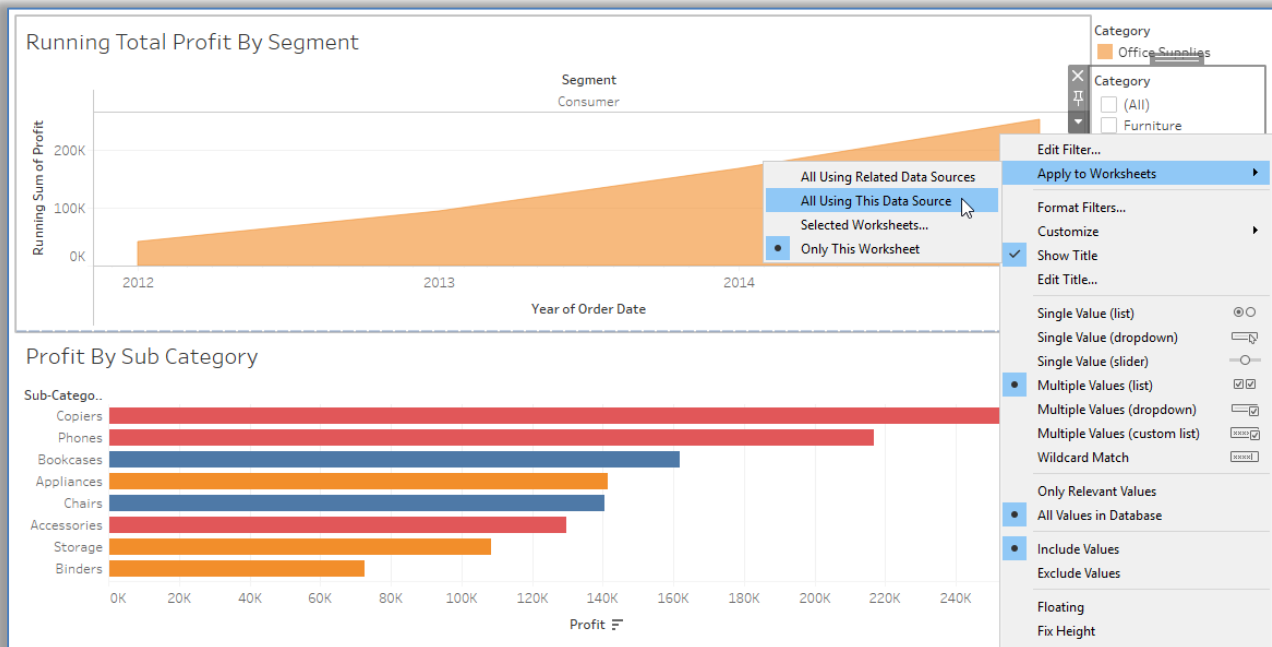 Running Total Profit By Segment
Segment
Consumer
Running Sum of Profit
200K
100K
0K
2012
2013
2014
Year of Order Date
Category
Office Supplies
Category
(All)
Furniture
Edit Filter...
Apply to Worksheets
Format Filters...
Customize
Show Title
Edit Title...
Single Value (list)
Single Value (dropdown)
Single Value (slider)
Multiple Values (list)
Multiple Values (dropdown)
Multiple Values (custom list)
Wildcard Match
Only Relevant Values
All Values in Database
Include Values
Exclude Values
Floating
Fix Height
All Using Related Data Sources
All Using This Data Source
Selected Worksheets...
Only This Worksheet
Profit By Sub Category
Sub-Catego..
Copiers
Phones
Bookcases
Appliances
Chairs
Accessories
Storage
Binders
0K 20K 40K 60K 80K 100K 120K 140K 160K 180K 200K 220K 240K
Profit